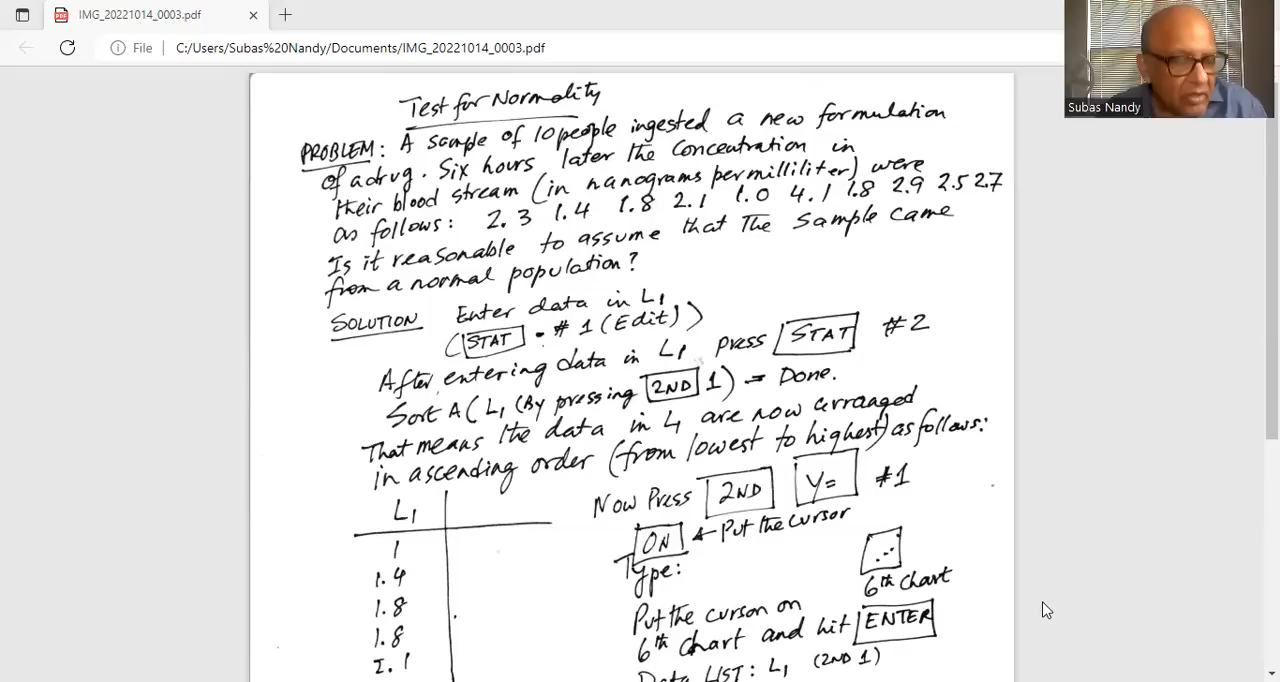 IMG_20221014_0003.pdf
File C:/Users/Subas%20Nandy/Documents/IMG_20221014_0003.pdf
Subas Nandy
Test for Normality
PROBLEM: A sample of 10 people ingested a new formulation
of a drug. Six hours later the concentration in
their blood stream (in nanograms per milliliter) were
as follows: 2.3 1.4 1.8 2.1 1.0 4.1 1.8 2.9 2.5 2.7
Is it reasonable to assume that the sample came
from a normal population?
SOLUTION Enter data in L1
(STAT . #1 (Edit))
After entering data in L1 press STAT #2
Sort A(L1 (By pressing 2ND 1) = Done.
That means the data in L1 are now arranged
in ascending order (from lowest to highest) as follows:
L1
1
1.4
1.8
1.8
2.1
Now Press 2ND Y= #1
ON ← Put the cursor
Type:
6th chart
Put the cursor on
6th chart and hit ENTER
Data LIST: L1 (2ND 1)